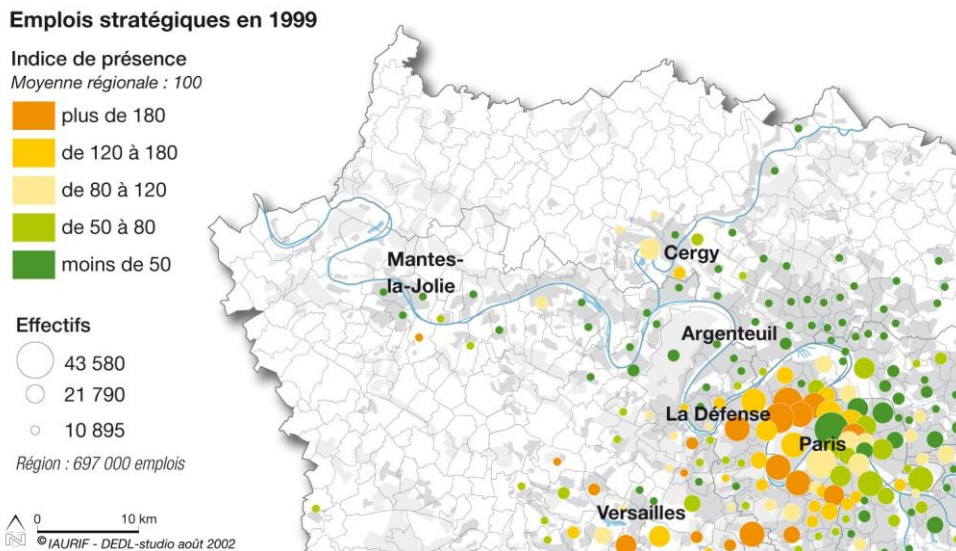 Emplois stratégiques en 1999
Indice de présence
Moyenne régionale : 100
plus de 180
de 120 à 180
de 80 à 120
de 50 à 80
moins de 50
Effectifs
43 580
21 790
10 895
Région : 697 000 emplois
0 10 km
N
© IAURIF - DEDL-studio août 2002
Cergy
Mantes-
la-Jolie
Argenteuil
La Défense
Paris
Versailles